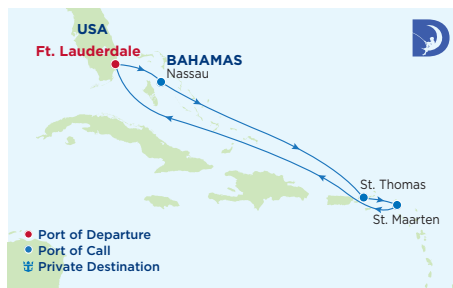 USA
Ft. Lauderdale
BAHAMAS
Nassau
St. Thomas
St. Maarten
Port of Departure
Port of Call
Private Destination